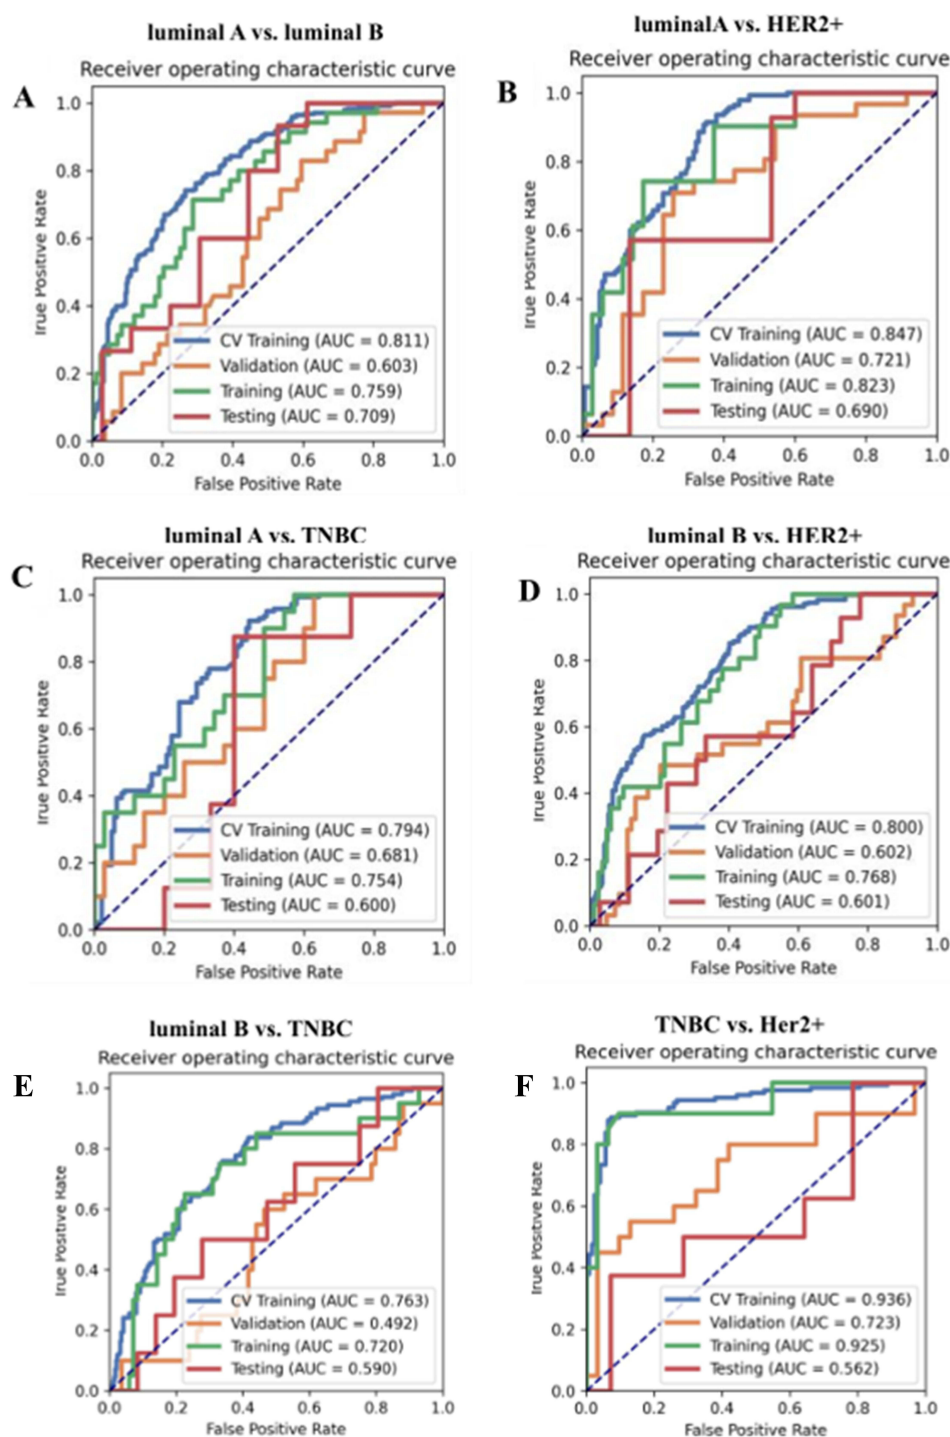 luminal A vs. luminal B
Receiver operating characteristic curve
A
True Positive Rate
1.0
0.8
0.6
0.4
0.2
0.0
CV Training (AUC = 0.811)
Validation (AUC = 0.603)
Training (AUC = 0.759)
Testing (AUC = 0.709)
0.0 0.2 0.4 0.6 0.8 1.0
False Positive Rate
luminalA vs. HER2+
Receiver operating characteristic curve
B
True Positive Rate
1.0
0.8
0.6
0.4
0.2
0.0
CV Training (AUC = 0.847)
Validation (AUC = 0.721)
Training (AUC = 0.823)
Testing (AUC = 0.690)
0.0 0.2 0.4 0.6 0.8 1.0
False Positive Rate
luminal A vs. TNBC
Receiver operating characteristic curve
C
True Positive Rate
1.0
0.8
0.6
0.4
0.2
0.0
CV Training (AUC = 0.794)
Validation (AUC = 0.681)
Training (AUC = 0.754)
Testing (AUC = 0.600)
0.0 0.2 0.4 0.6 0.8 1.0
False Positive Rate
luminal B vs. HER2+
Receiver operating characteristic curve
D
True Positive Rate
1.0
0.8
0.6
0.4
0.2
0.0
CV Training (AUC = 0.800)
Validation (AUC = 0.602)
Training (AUC = 0.768)
Testing (AUC = 0.601)
0.0 0.2 0.4 0.6 0.8 1.0
False Positive Rate
luminal B vs. TNBC
Receiver operating characteristic curve
E
True Positive Rate
1.0
0.8
0.6
0.4
0.2
0.0
CV Training (AUC = 0.763)
Validation (AUC = 0.492)
Training (AUC = 0.720)
Testing (AUC = 0.590)
0.0 0.2 0.4 0.6 0.8 1.0
False Positive Rate
TNBC vs. Her2+
Receiver operating characteristic curve
F
True Positive Rate
1.0
0.8
0.6
0.4
0.2
0.0
CV Training (AUC = 0.936)
Validation (AUC = 0.723)
Training (AUC = 0.925)
Testing (AUC = 0.562)
0.0 0.2 0.4 0.6 0.8 1.0
False Positive Rate